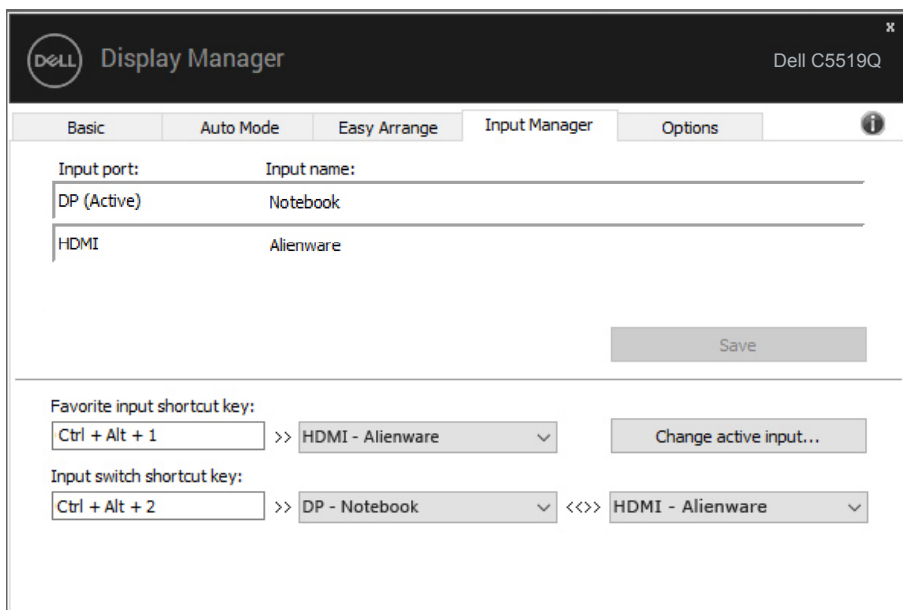 x
DELL Display Manager Dell C5519Q
Basic Auto Mode Easy Arrange Input Manager Options i
Input port: Input name:
DP (Active) Notebook
HDMI Alienware
Save
Favorite input shortcut key:
Ctrl + Alt + 1 >> HDMI - Alienware Change active input...
Input switch shortcut key:
Ctrl + Alt + 2 >> DP - Notebook <<>> HDMI - Alienware